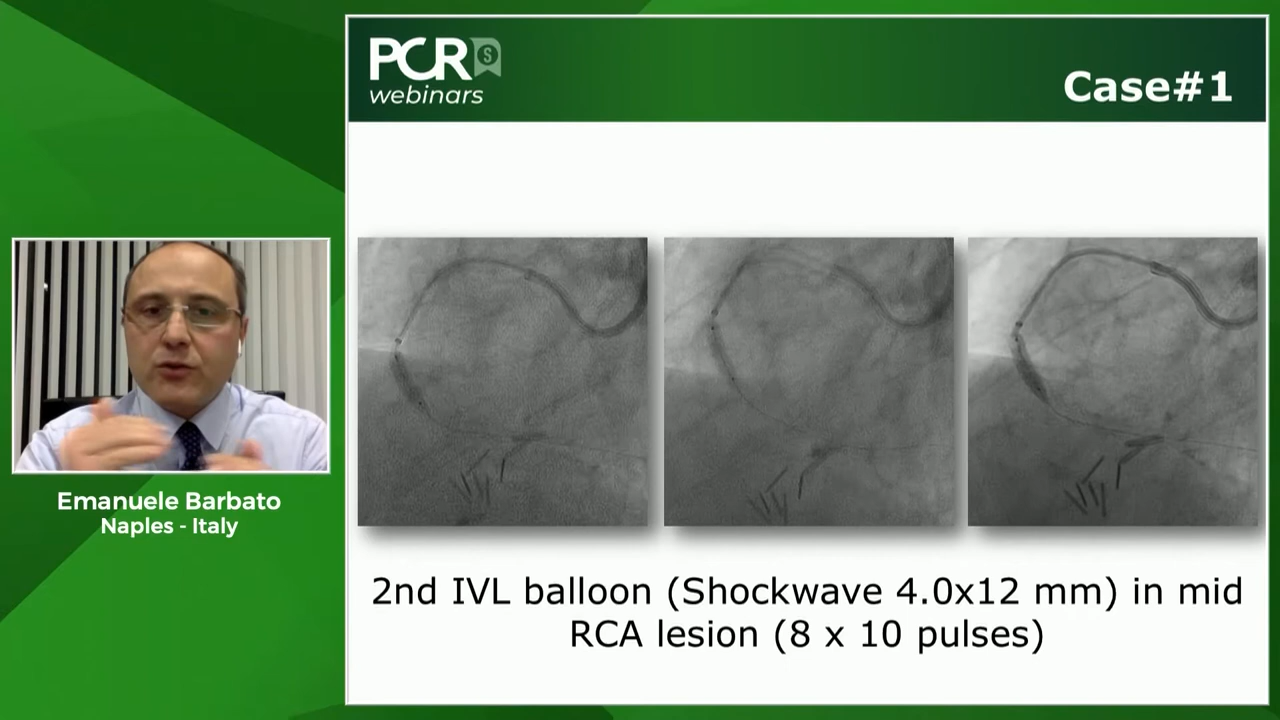 PCR
webinars
Case#1
Emanuele Barbato
Naples - Italy
2nd IVL balloon (Shockwave 4.0x12 mm) in mid
RCA lesion (8 x 10 pulses)